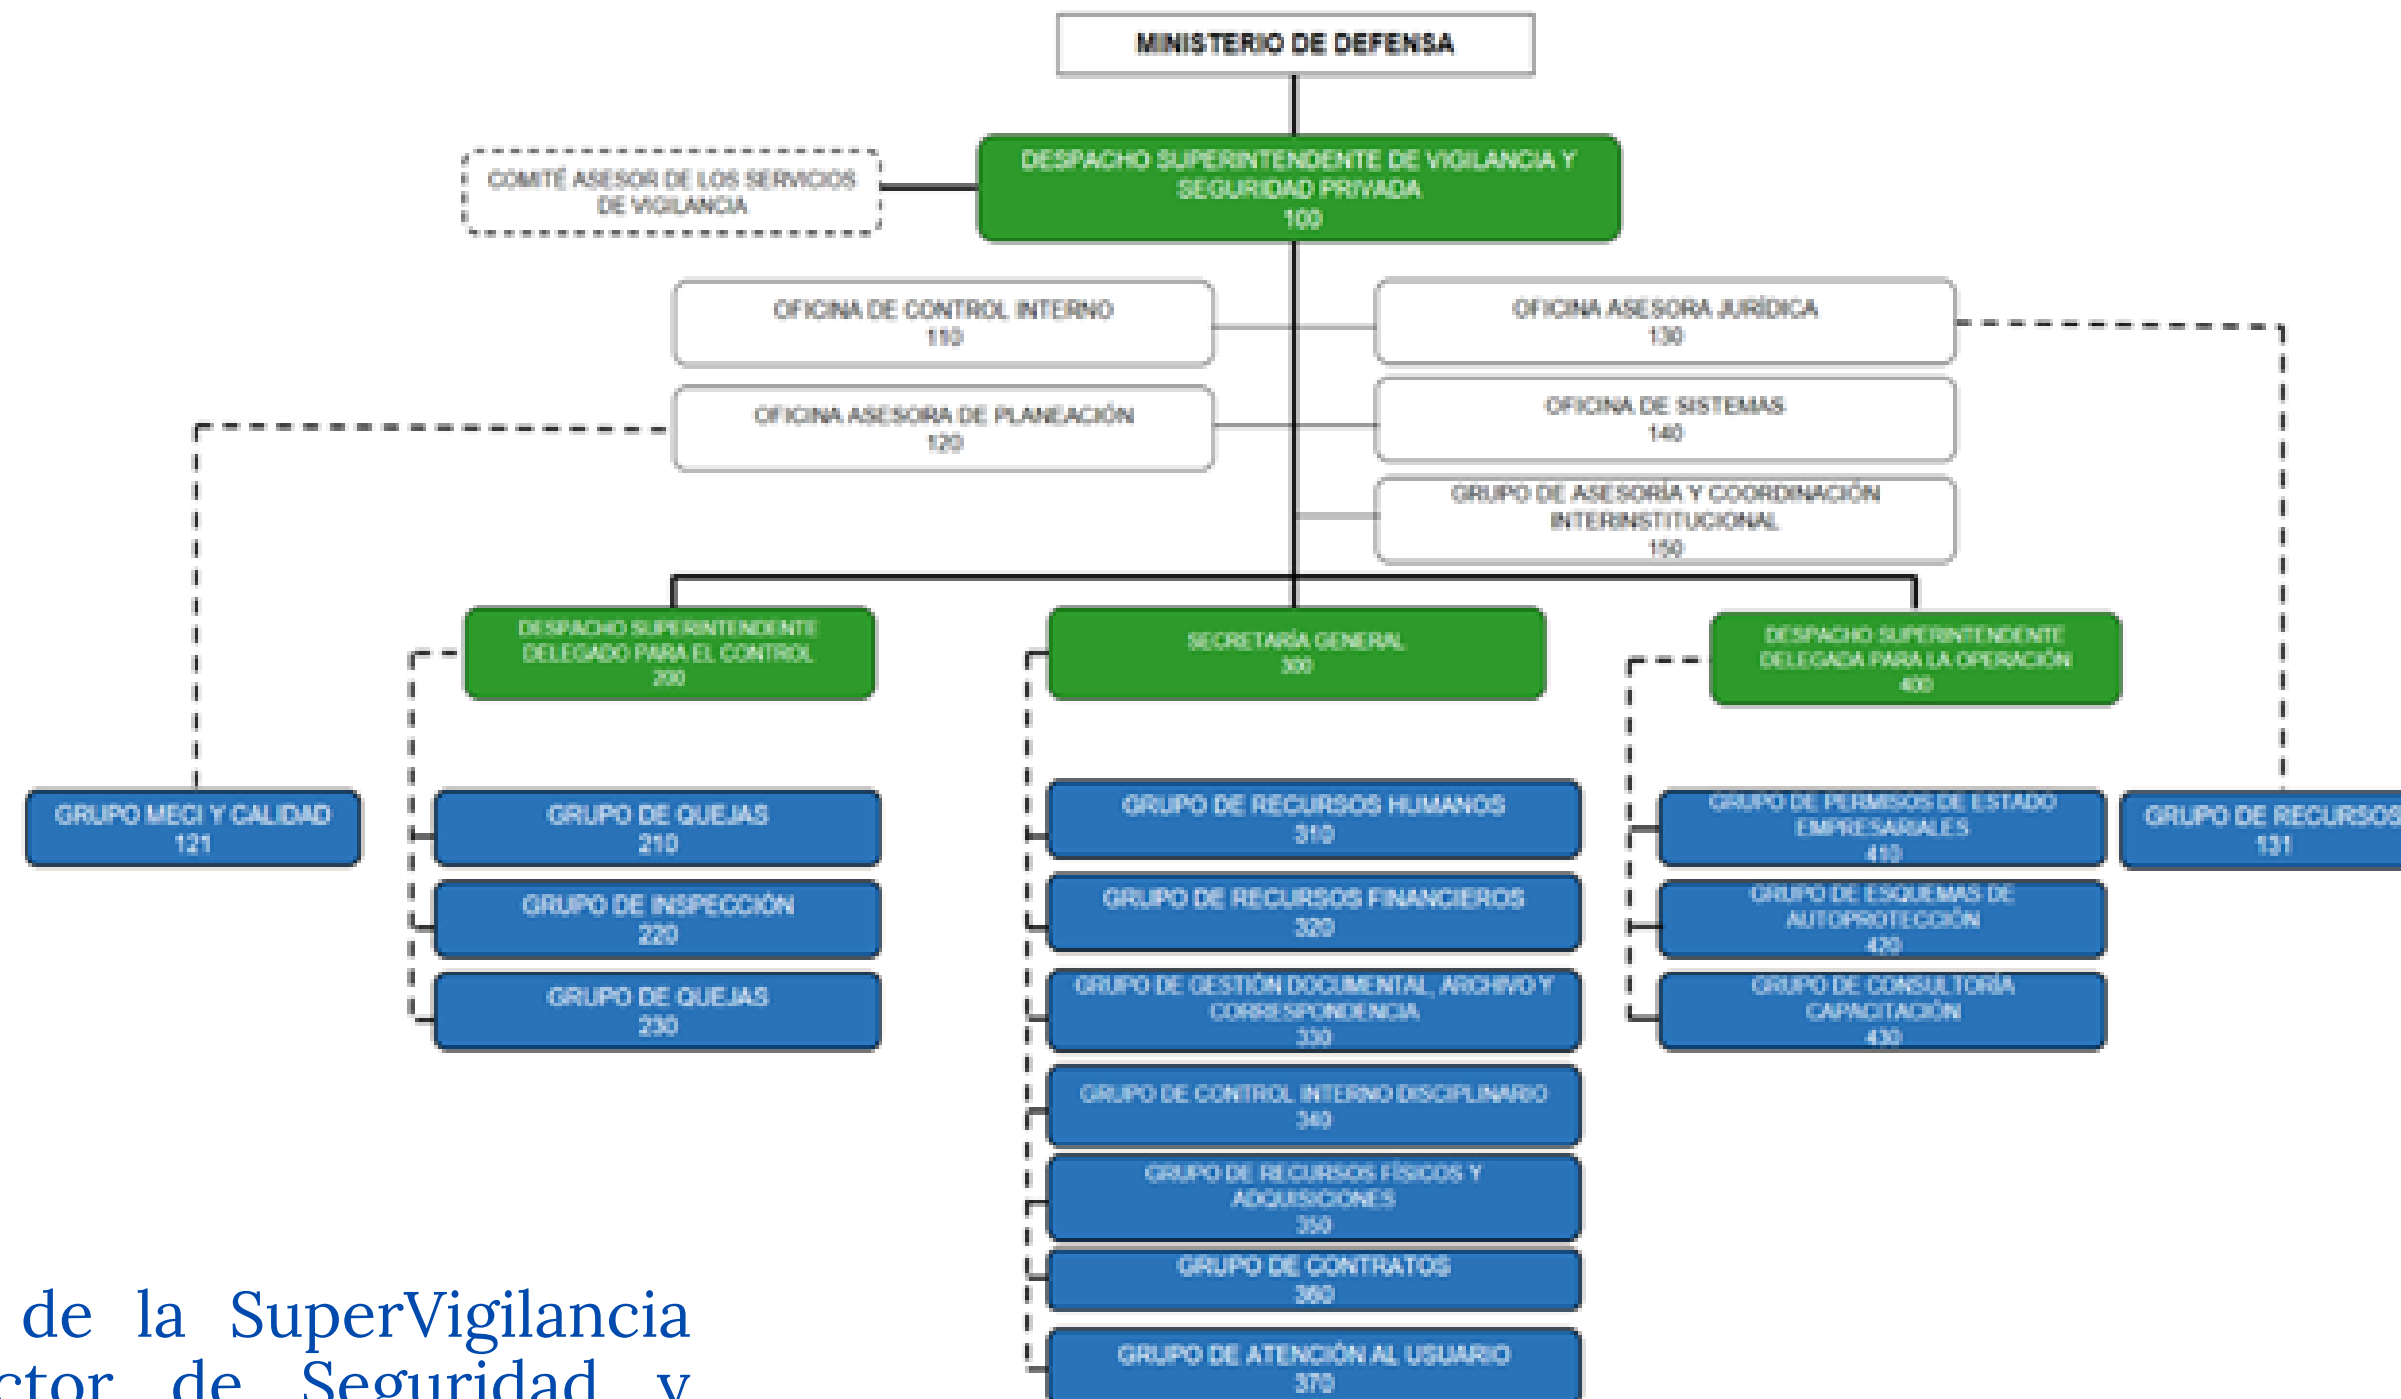 MINISTERIO DE DEFENSA
DESPACHO SUPERINTENDENTE DE VIGILANCIA Y
SEGURIDAD PRIVADA
100
COMITÉ ASESOR DE LOS SERVICIOS
DE VIGILANCIA
OFICINA DE CONTROL INTERNO
110
OFICINA ASESORA JURÍDICA
130
OFICINA ASESORA DE PLANEACIÓN
120
OFICINA DE SISTEMAS
140
GRUPO DE ASESORÍA Y COORDINACIÓN
INTERINSTITUCIONAL
150
DESPACHO SUPERINTENDENTE
DELEGADO PARA EL CONTROL
200
SECRETARÍA GENERAL
300
DESPACHO SUPERINTENDENTE
DELEGADA PARA LA OPERACIÓN
400
GRUPO MECI Y CALIDAD
121
GRUPO DE QUEJAS
210
GRUPO DE INSPECCIÓN
220
GRUPO DE QUEJAS
230
GRUPO DE RECURSOS HUMANOS
310
GRUPO DE RECURSOS FINANCIEROS
320
GRUPO DE GESTIÓN DOCUMENTAL, ARCHIVO Y
CORRESPONDENCIA
330
GRUPO DE CONTROL INTERNO DISCIPLINARIO
340
GRUPO DE RECURSOS FÍSICOS Y
ADQUISICIONES
350
GRUPO DE CONTRATOS
360
GRUPO DE ATENCIÓN AL USUARIO
370
GRUPO DE PERMISOS DE ESTADO
EMPRESARIALES
410
GRUPO DE ESQUEMAS DE
AUTOPROTECCIÓN
420
GRUPO DE CONSULTORÍA
CAPACITACIÓN
430
GRUPO DE RECURSOS
131
de la SuperVigilancia
ctor de Seguridad y